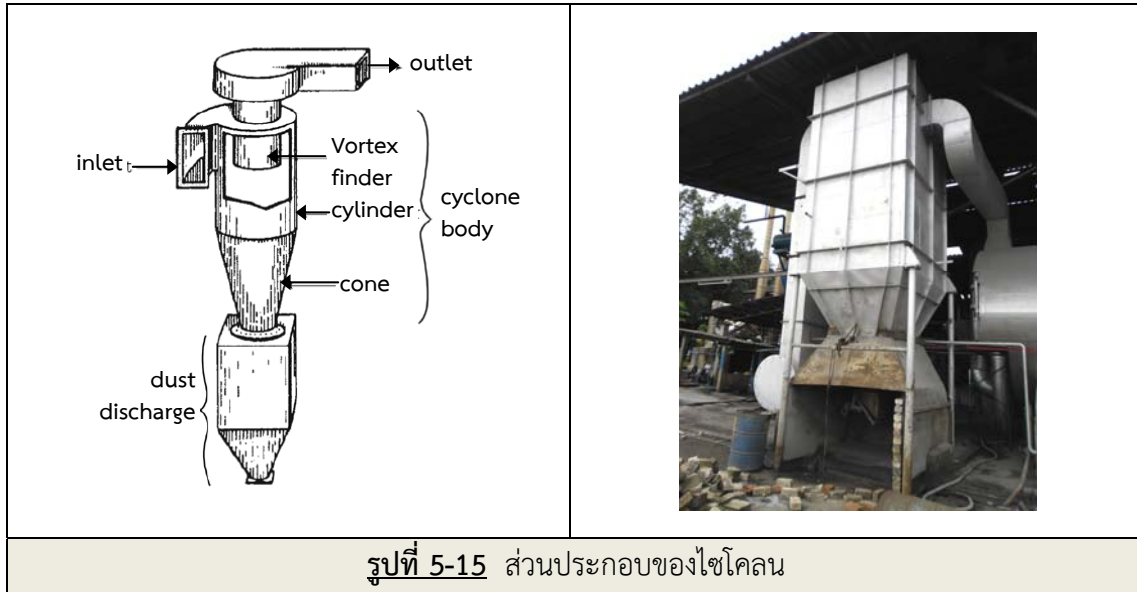 outlet
inlet
Vortex
finder
cylinder
cyclone
body
cone
dust
discharge
รูปที่ 5-15 ส่วนประกอบของไซโคลน